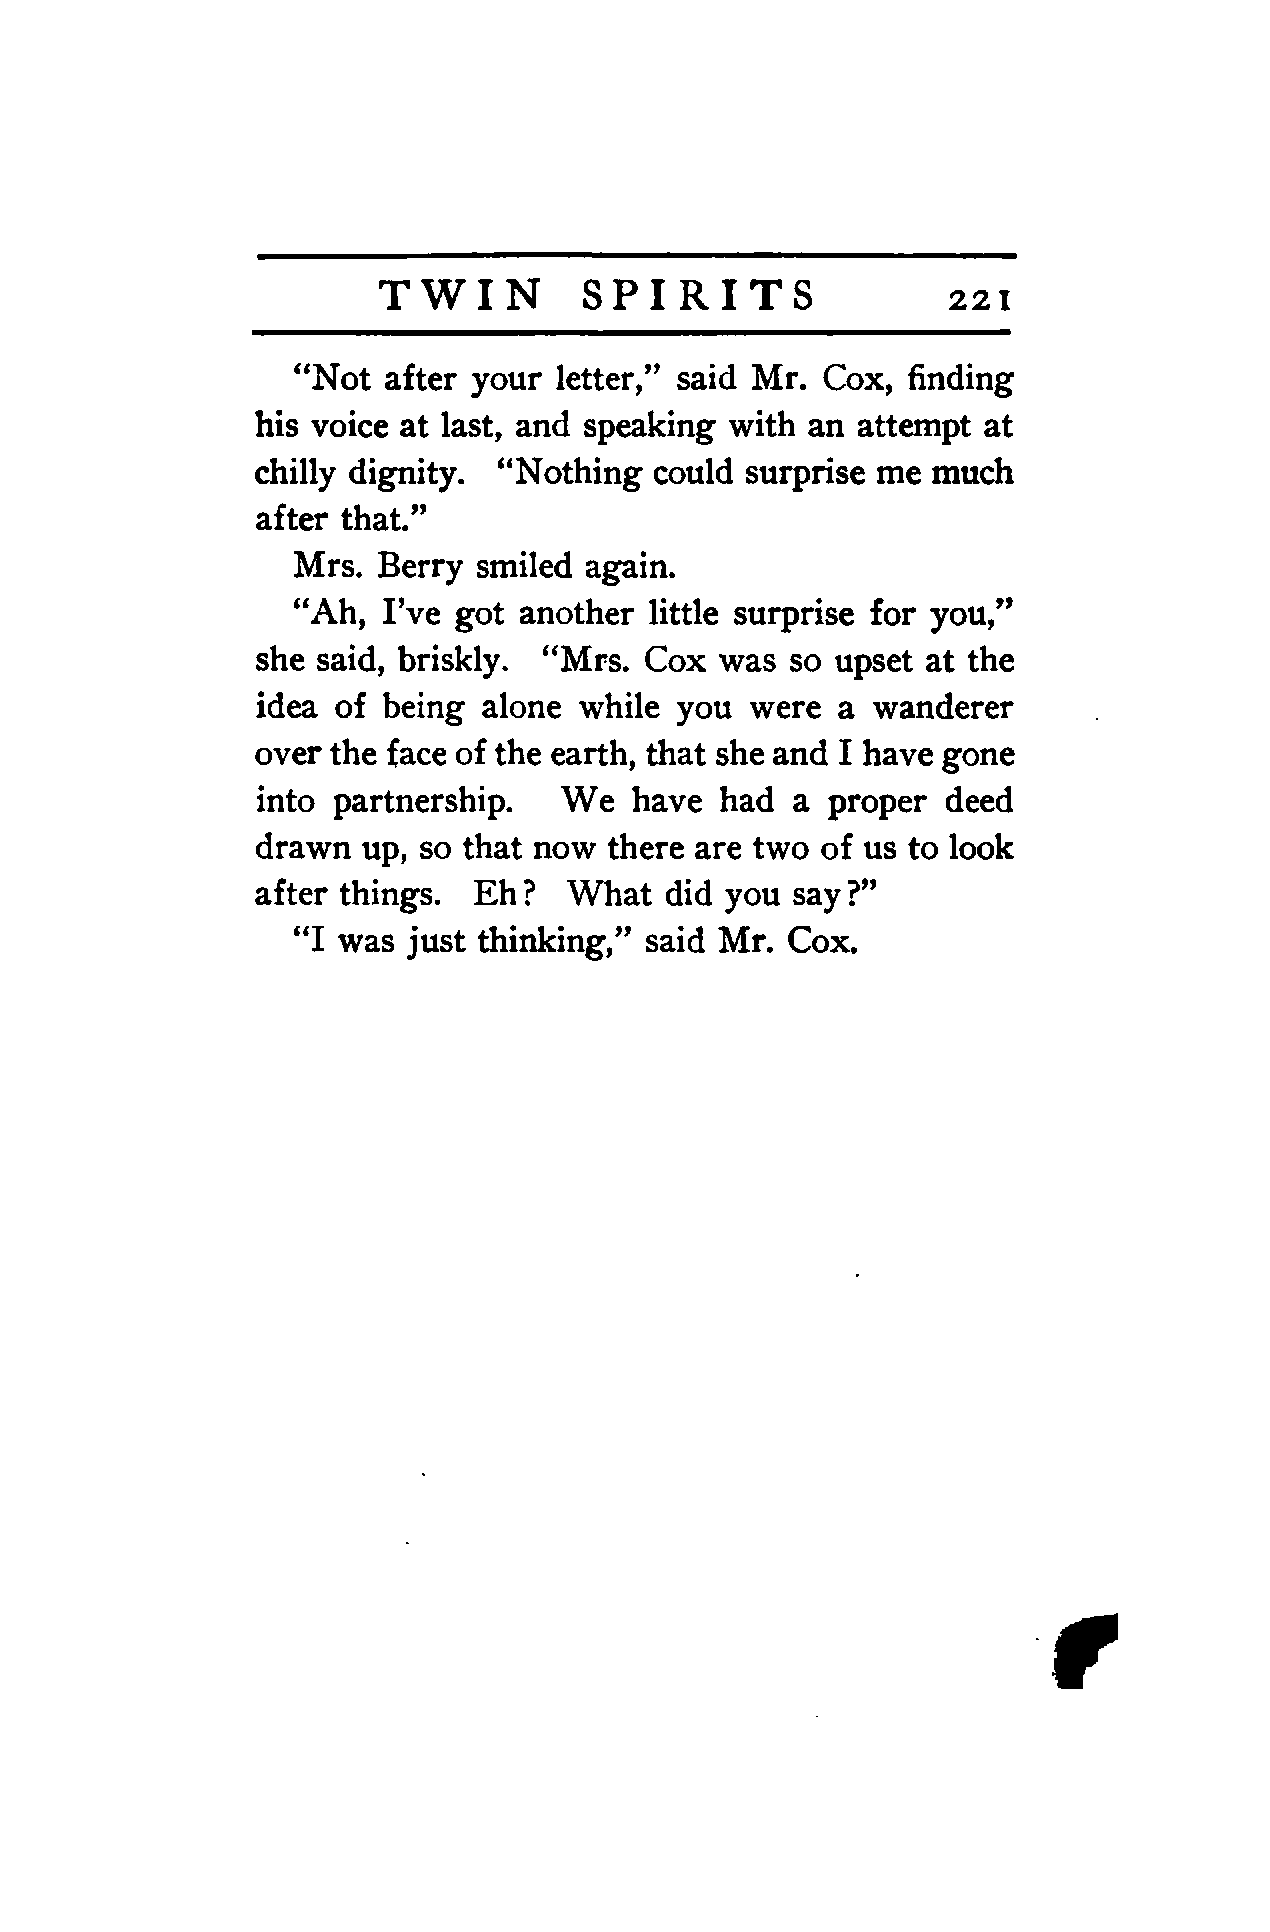 TWIN SPIRITS 221
“Not after your letter,” said Mr. Cox, finding
his voice at last, and speaking with an attempt at
chilly dignity. “Nothing could surprise me much
after that.”
Mrs. Berry smiled again.
“Ah, I’ve got another little surprise for you,”
she said, briskly. “Mrs. Cox was so upset at the
idea of being alone while you were a wanderer
over the face of the earth, that she and I have gone
into partnership. We have had a proper deed
drawn up, so that now there are two of us to look
after things. Eh? What did you say?”
“I was just thinking,” said Mr. Cox.